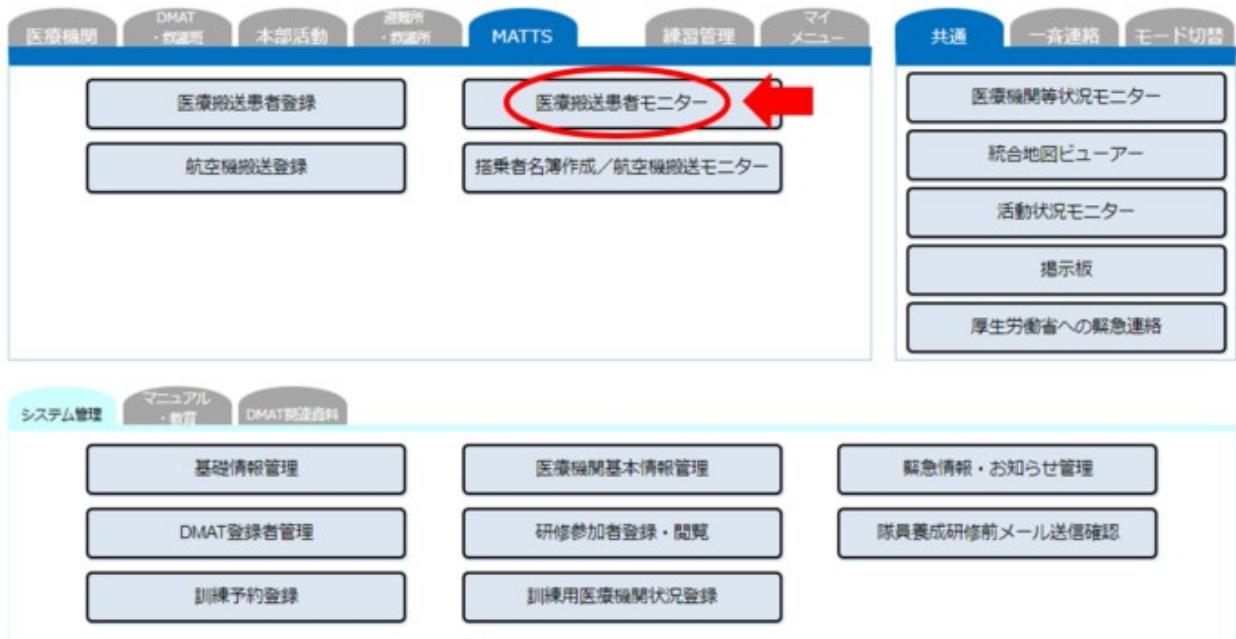 医療機関
DMAT
・救護班
本部活動
避難所
・救護所
MATTS
練習管理
マイ
メニュー
共通
一斉連絡
モード切替
医療搬送患者登録
医療搬送患者モニター
航空機搬送登録
搭乗者名簿作成／航空機搬送モニター
医療機関等状況モニター
統合地図ビューアー
活動状況モニター
掲示板
厚生労働省への緊急連絡
システム管理
マニュアル
・教育
DMAT関連資料
基礎情報管理
医療機関基本情報管理
緊急情報・お知らせ管理
DMAT登録者管理
研修参加者登録・閲覧
隊員養成研修前メール送信確認
訓練予約登録
訓練用医療機関状況登録